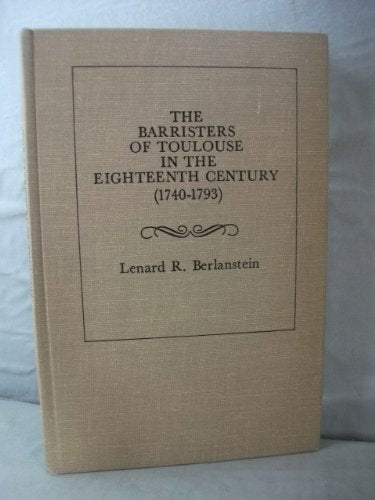 THE
BARRISTERS
OF TOULOUSE
IN THE
EIGHTEENTH CENTURY
(1740-1793)
Lenard R. Berlanstein